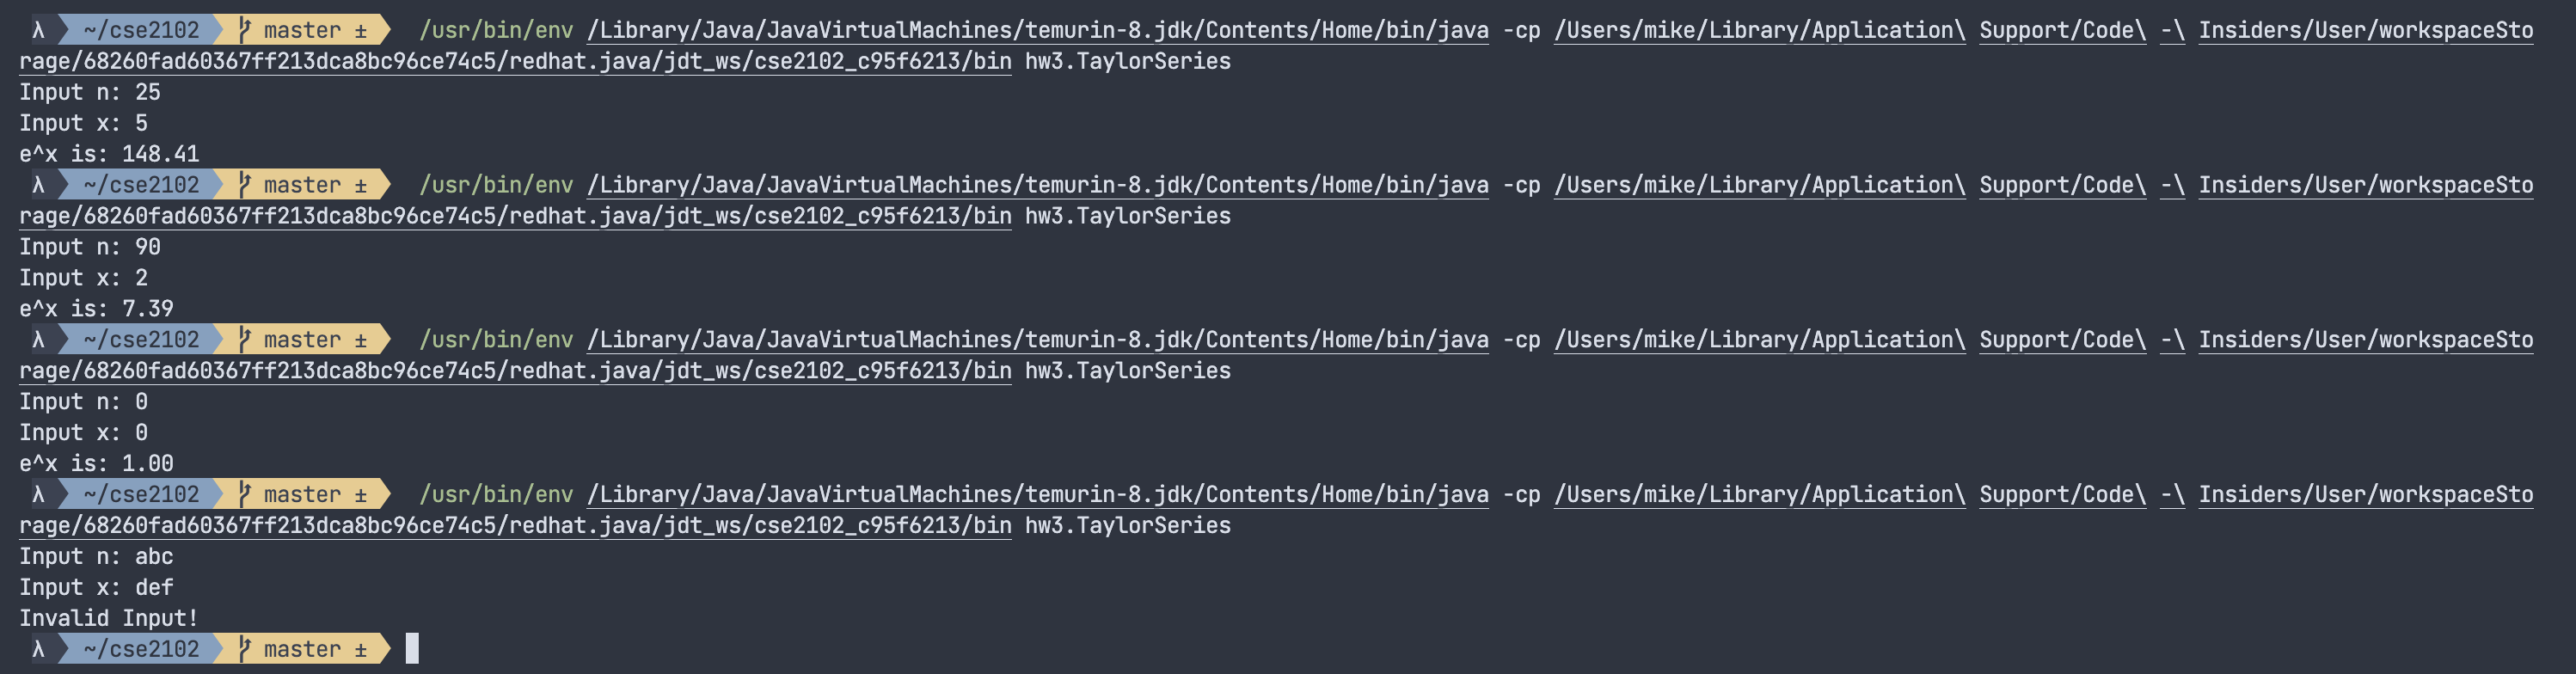 λ ~/cse2102 master ± /usr/bin/env /Library/Java/JavaVirtualMachines/temurin-8.jdk/Contents/Home/bin/java -cp /Users/mike/Library/Application\ Support/Code\ -\ Insiders/User/workspaceSto
rage/68260fad60367ff213dca8bc96ce74c5/redhat.java/jdt_ws/cse2102_c95f6213/bin hw3.TaylorSeries
Input n: 25
Input x: 5
e^x is: 148.41
λ ~/cse2102 master ± /usr/bin/env /Library/Java/JavaVirtualMachines/temurin-8.jdk/Contents/Home/bin/java -cp /Users/mike/Library/Application\ Support/Code\ -\ Insiders/User/workspaceSto
rage/68260fad60367ff213dca8bc96ce74c5/redhat.java/jdt_ws/cse2102_c95f6213/bin hw3.TaylorSeries
Input n: 90
Input x: 2
e^x is: 7.39
λ ~/cse2102 master ± /usr/bin/env /Library/Java/JavaVirtualMachines/temurin-8.jdk/Contents/Home/bin/java -cp /Users/mike/Library/Application\ Support/Code\ -\ Insiders/User/workspaceSto
rage/68260fad60367ff213dca8bc96ce74c5/redhat.java/jdt_ws/cse2102_c95f6213/bin hw3.TaylorSeries
Input n: 0
Input x: 0
e^x is: 1.00
λ ~/cse2102 master ± /usr/bin/env /Library/Java/JavaVirtualMachines/temurin-8.jdk/Contents/Home/bin/java -cp /Users/mike/Library/Application\ Support/Code\ -\ Insiders/User/workspaceSto
rage/68260fad60367ff213dca8bc96ce74c5/redhat.java/jdt_ws/cse2102_c95f6213/bin hw3.TaylorSeries
Input n: abc
Input x: def
Invalid Input!
λ ~/cse2102 master ±